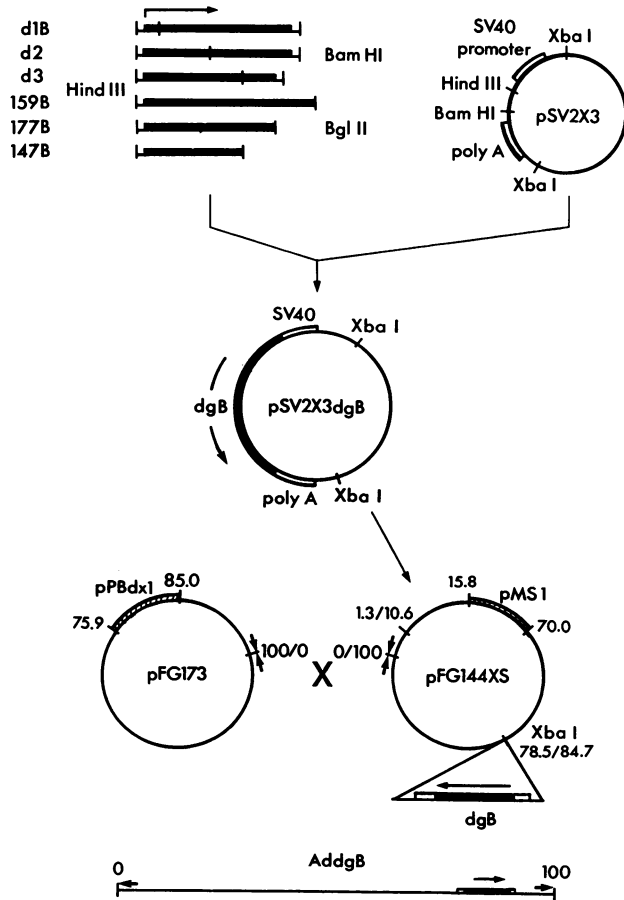 d1B
d2
d3
159B
177B
147B
Hind III
Bam HI
Bgl II
SV40
promoter
Xba I
Hind III
Bam HI
pSV2X3
poly A
Xba I
SV40
Xba I
dgB
pSV2X3dgB
poly A
Xba I
pPBdx1
85.0
75.9
100/0
pFG173
X
15.8
pMS1
1.3/10.6
70.0
0/100
pFG144XS
Xba I
78.5/84.7
dgB
0
AddgB
100